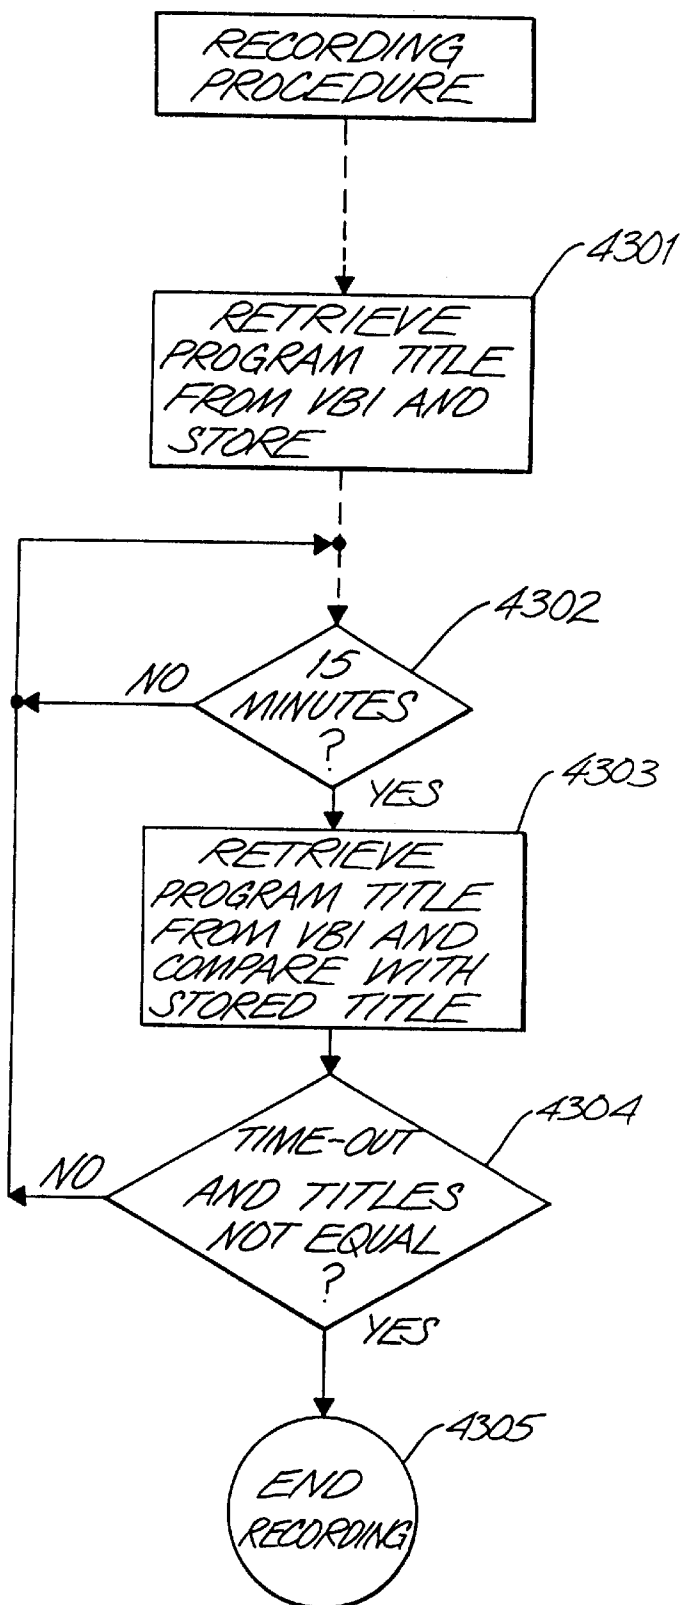 RECORDING
PROCEDURE
4301
RETRIEVE
PROGRAM TITLE
FROM VBI AND
STORE
4302
15
MINUTES
?
NO
YES
4303
RETRIEVE
PROGRAM TITLE
FROM VBI AND
COMPARE WITH
STORED TITLE
4304
TIME-OUT
AND TITLES
NOT EQUAL
?
NO
YES
4305
END
RECORDING